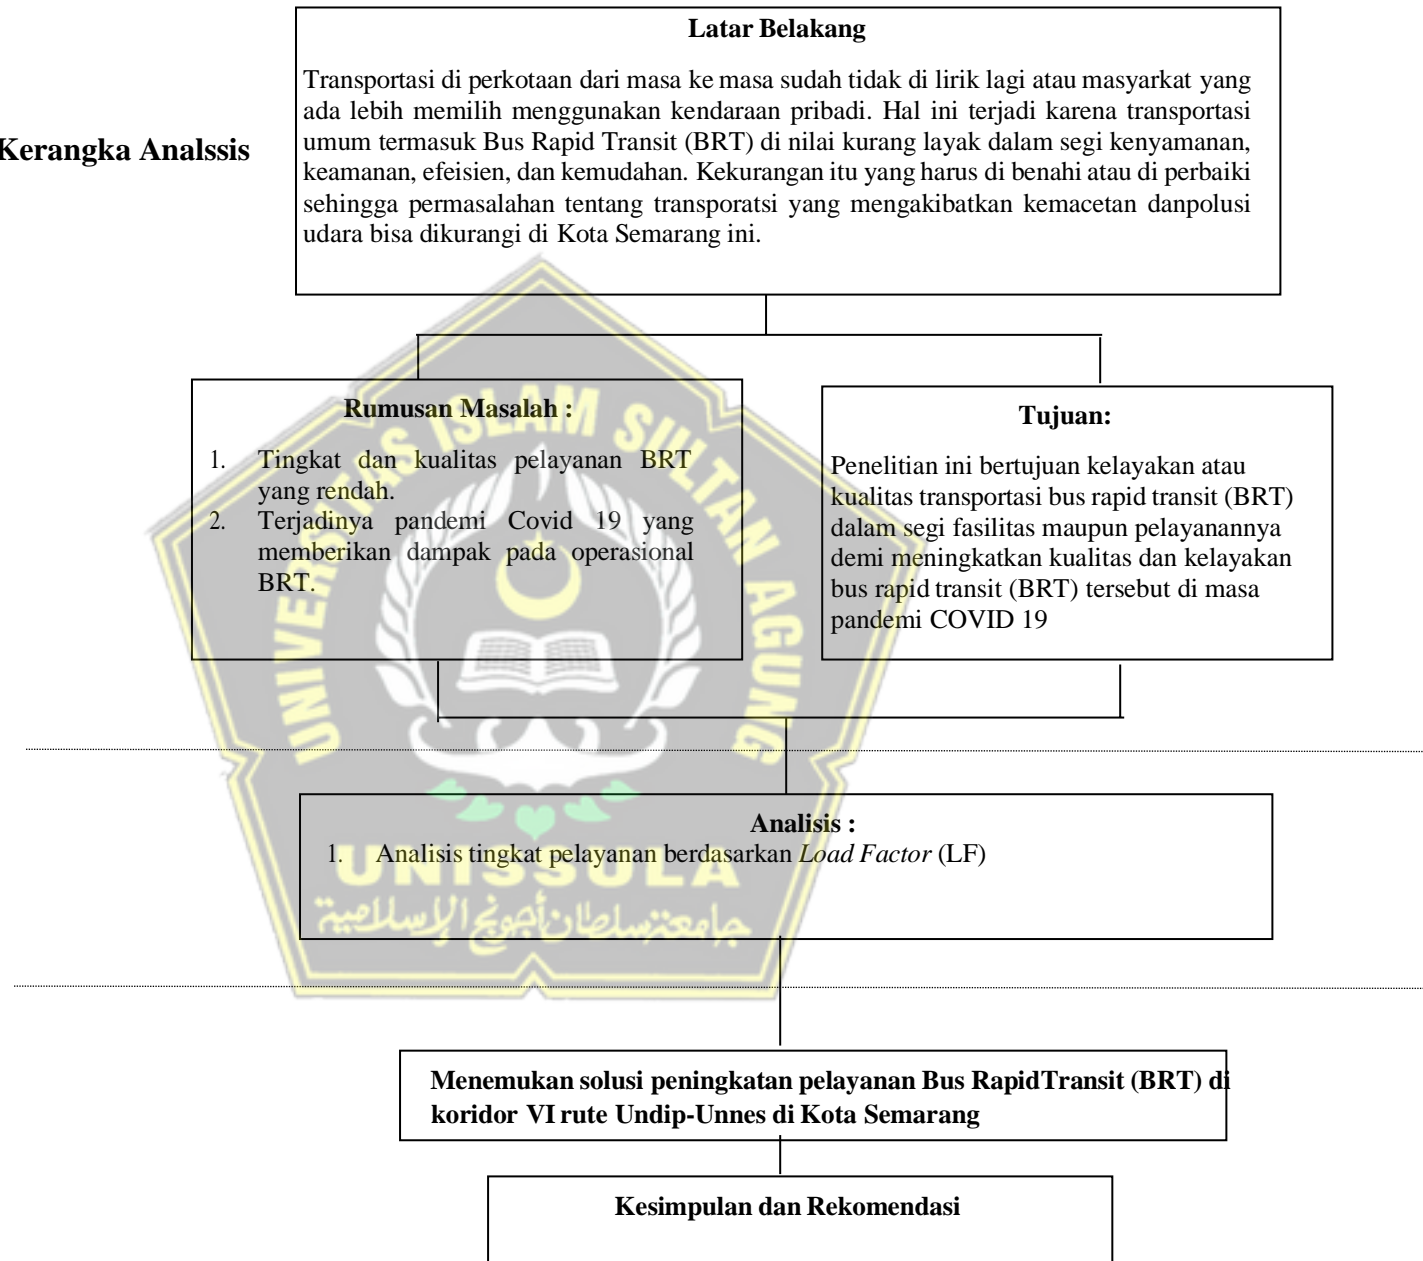 Latar Belakang
Transportasi di perkotaan dari masa ke masa sudah tidak di lirik lagi atau masyarkat yang
ada lebih memilih menggunakan kendaraan pribadi. Hal ini terjadi karena transportasi
umum termasuk Bus Rapid Transit (BRT) di nilai kurang layak dalam segi kenyamanan,
keamanan, efeisien, dan kemudahan. Kekurangan itu yang harus di benahi atau di perbaiki
sehingga permasalahan tentang transporatsi yang mengakibatkan kemacetan danpolusi
udara bisa dikurangi di Kota Semarang ini.
Kerangka Analssis
Rumusan Masalah :
1. Tingkat dan kualitas pelayanan BRT
yang rendah.
2. Terjadinya pandemi Covid 19 yang
memberikan dampak pada operasional
BRT.
Tujuan:
Penelitian ini bertujuan kelayakan atau
kualitas transportasi bus rapid transit (BRT)
dalam segi fasilitas maupun pelayanannya
demi meningkatkan kualitas dan kelayakan
bus rapid transit (BRT) tersebut di masa
pandemi COVID 19
UNIVERSITAS ISLAM SULTAN AGUNG
Analisis :
1. Analisis tingkat pelayanan berdasarkan Load Factor (LF)
UNISSULA
جامعتسلطان أجونج الإسلامية
Menemukan solusi peningkatan pelayanan Bus RapidTransit (BRT) di
koridor VI rute Undip-Unnes di Kota Semarang
Kesimpulan dan Rekomendasi